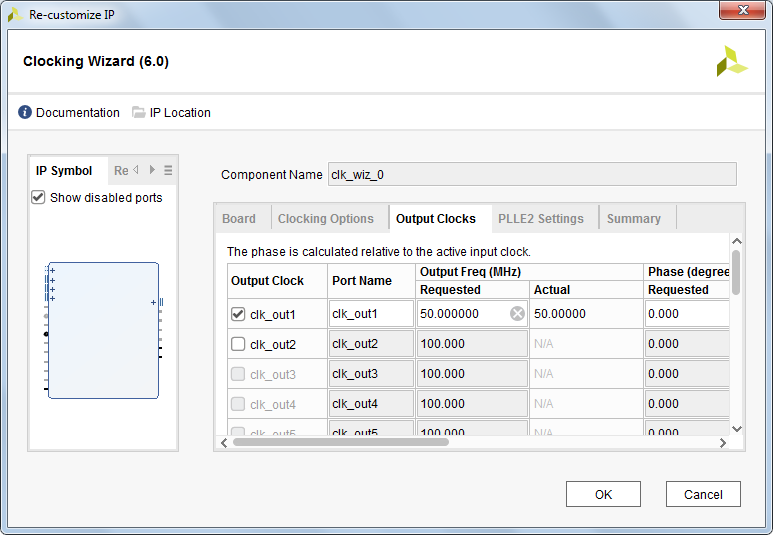 Re-customize IP
Clocking Wizard (6.0)
Documentation IP Location
IP Symbol Re
Show disabled ports
Component Name clk_wiz_0
Board Clocking Options Output Clocks PLLE2 Settings Summary
The phase is calculated relative to the active input clock.
Output Clock Port Name Output Freq (MHz) Phase (degree
Requested Actual Requested
clk_out1 clk_out1 50.000000 50.00000 0.000
clk_out2 clk_out2 100.000 N/A 0.000
clk_out3 clk_out3 100.000 N/A 0.000
clk_out4 clk_out4 100.000 N/A 0.000
clk_out5 clk_out5 100.000 N/A 0.000
OK Cancel